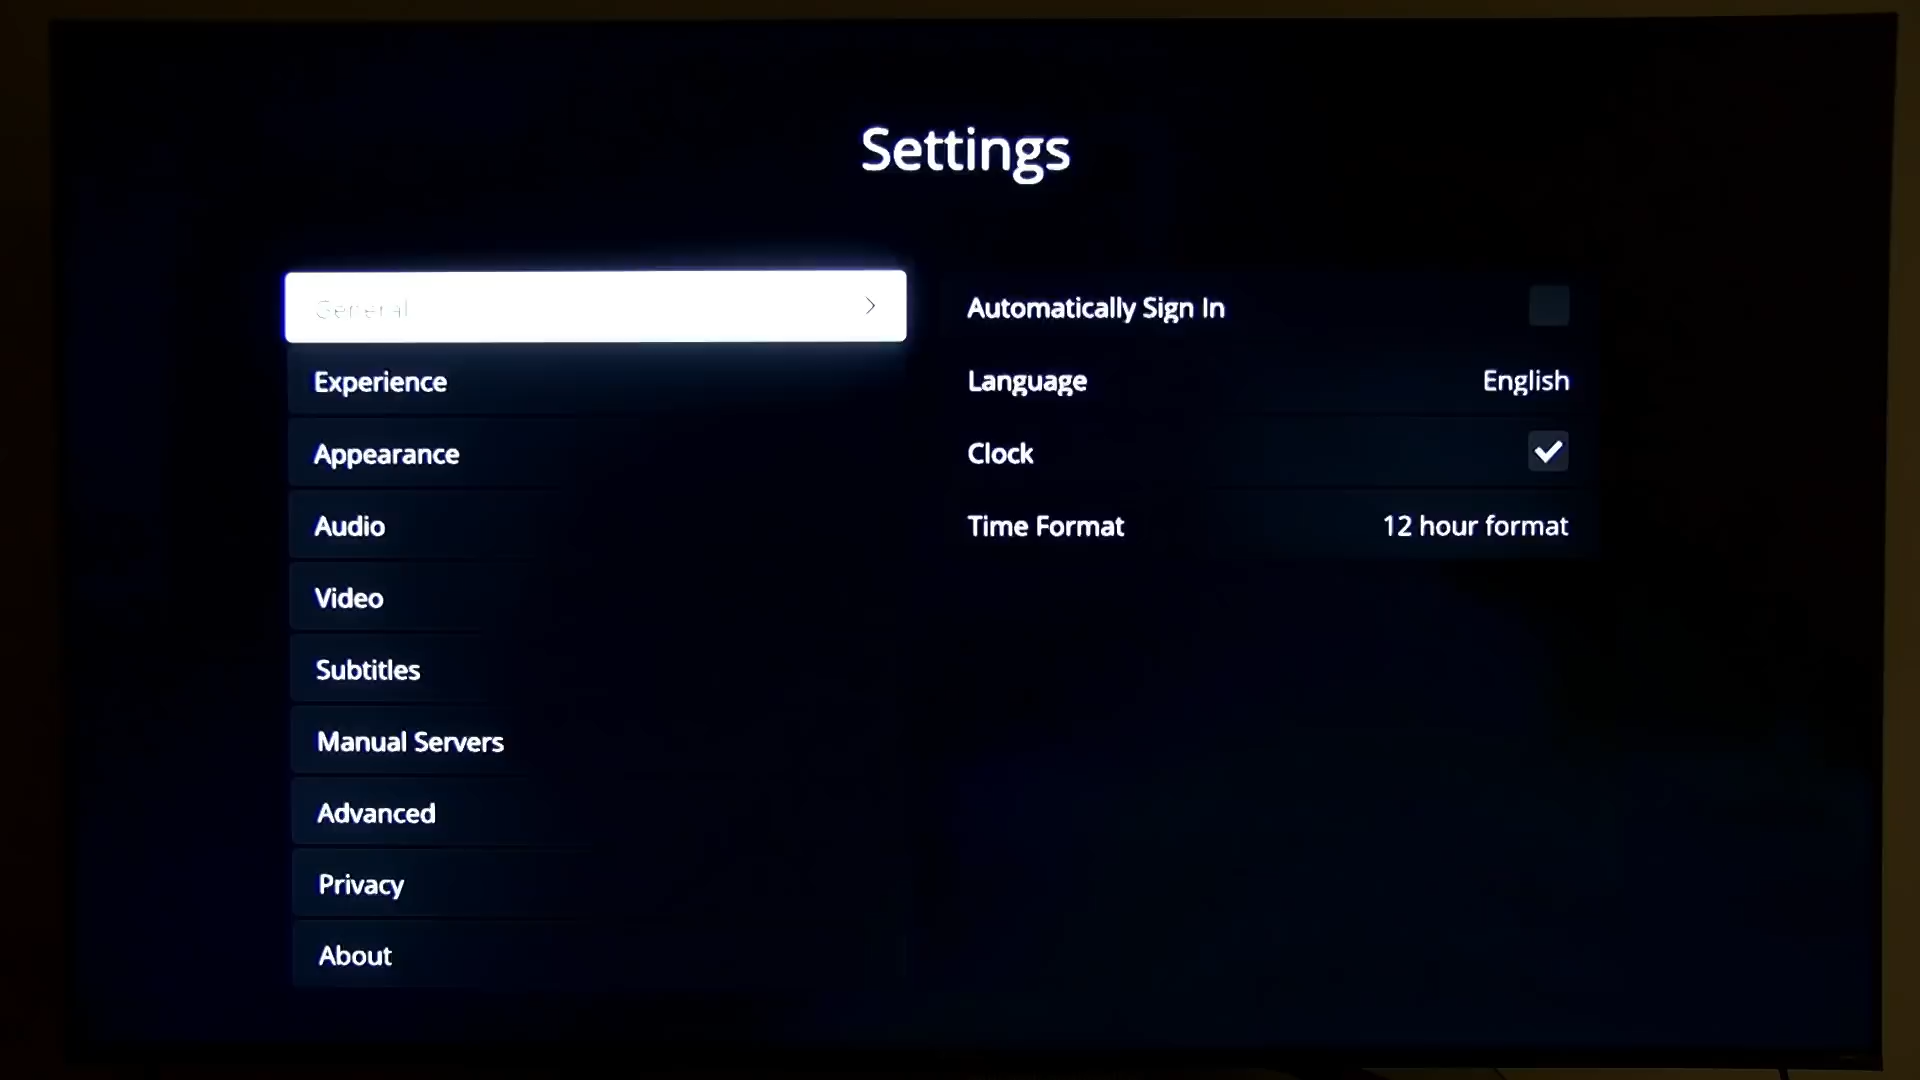 Settings
General
Experience
Appearance
Audio
Video
Subtitles
Manual Servers
Advanced
Privacy
About
Automatically Sign In
Language English
Clock
Time Format 12 hour format